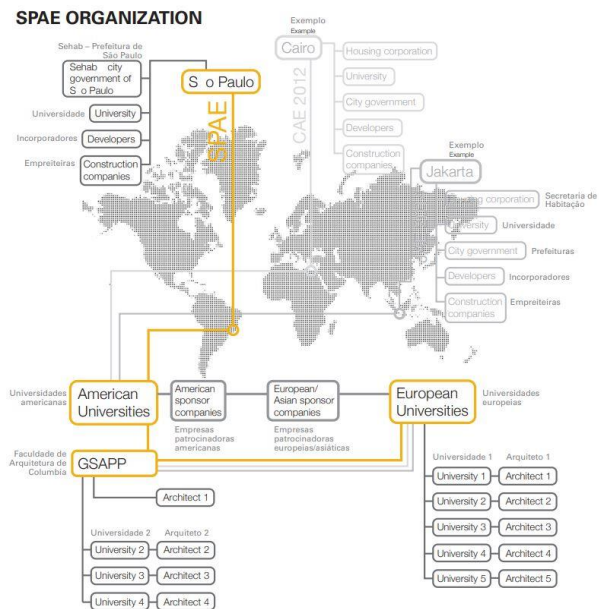 SPAE ORGANIZATION
Sehab – Prefeitura de
São Paulo
Sehab city
government of
S o Paulo
Universidade
University
Incorporadores
Developers
Empreiteiras
Construction
companies
S o Paulo
SPAE
Exemplo
Example
Cairo
CAE 2012
Housing corporation
University
City government
Developers
Construction
companies
Exemplo
Example
Jakarta
corporation
Secretaria de
Habitação
Universidade
City government
Prefeituras
Developers
Incorporadores
Construction
companies
Empreiteiras
Universidades
americanas
American
Universities
American
sponsor
companies
Empresas
patrocinadoras
americanas
European/
Asian sponsor
companies
Empresas
patrocinadoras
europeias/asiáticas
European
Universities
Universidades
europeias
Faculdade de
Arquitetura de
Columbia
GSAPP
Architect 1
Universidade 2 Arquiteto 2
University 2 Architect 2
University 3 Architect 3
University 4 Architect 4
Universidade 1 Arquiteto 1
University 1 Architect 1
University 2 Architect 2
University 3 Architect 3
University 4 Architect 4
University 5 Architect 5